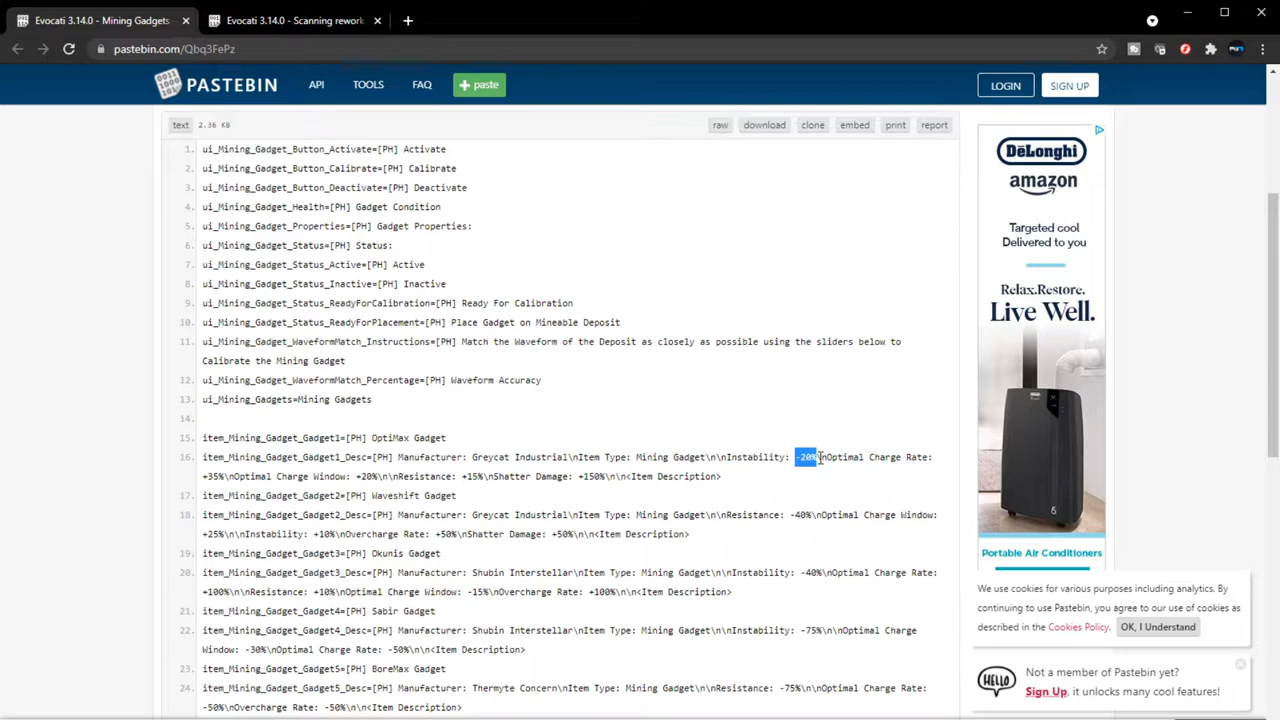 Evocati 3.14.0 - Mining Gadgets
Evocati 3.14.0 - Scanning rework
pastebin.com/Qbq3FePz
PASTEBIN API TOOLS FAQ + paste LOGIN SIGN UP
text 2.36 KB raw download clone embed print report
1. ui_Mining_Gadget_Button_Activate=[PH] Activate
2. ui_Mining_Gadget_Button_Calibrate=[PH] Calibrate
3. ui_Mining_Gadget_Button_Deactivate=[PH] Deactivate
4. ui_Mining_Gadget_Health=[PH] Gadget Condition
5. ui_Mining_Gadget_Properties=[PH] Gadget Properties:
6. ui_Mining_Gadget_Status=[PH] Status:
7. ui_Mining_Gadget_Status_Active=[PH] Active
8. ui_Mining_Gadget_Status_Inactive=[PH] Inactive
9. ui_Mining_Gadget_Status_ReadyForCalibration=[PH] Ready For Calibration
10. ui_Mining_Gadget_Status_ReadyForPlacement=[PH] Place Gadget on Mineable Deposit
11. ui_Mining_Gadget_WaveformMatch_Instructions=[PH] Match the Waveform of the Deposit as closely as possible using the sliders below to
Calibrate the Mining Gadget
12. ui_Mining_Gadget_WaveformMatch_Percentage=[PH] Waveform Accuracy
13. ui_Mining_Gadgets=Mining Gadgets
14.
15. item_Mining_Gadget_Gadget1=[PH] OptiMax Gadget
16. item_Mining_Gadget_Gadget1_Desc=[PH] Manufacturer: Greycat Industrial\nItem Type: Mining Gadget\n\nInstability: -20%\nOptimal Charge Rate:
+35%\nOptimal Charge Window: +20%\n\nResistance: +15%\nShatter Damage: +150%\n\n<Item Description>
17. item_Mining_Gadget_Gadget2=[PH] Waveshift Gadget
18. item_Mining_Gadget_Gadget2_Desc=[PH] Manufacturer: Greycat Industrial\nItem Type: Mining Gadget\n\nResistance: -40%\nOptimal Charge Window:
+25%\n\nInstability: +10%\nOvercharge Rate: +50%\nShatter Damage: +50%\n\n<Item Description>
19. item_Mining_Gadget_Gadget3=[PH] Okunis Gadget
20. item_Mining_Gadget_Gadget3_Desc=[PH] Manufacturer: Shubin Interstellar\nItem Type: Mining Gadget\n\nInstability: -40%\nOptimal Charge Rate:
+100%\n\nResistance: +10%\nOptimal Charge Window: -15%\nOvercharge Rate: +100%\n\n<Item Description>
21. item_Mining_Gadget_Gadget4=[PH] Sabir Gadget
22. item_Mining_Gadget_Gadget4_Desc=[PH] Manufacturer: Shubin Interstellar\nItem Type: Mining Gadget\n\nInstability: -75%\n\nOptimal Charge
Window: -30%\nOptimal Charge Rate: -50%\n\n<Item Description>
23. item_Mining_Gadget_Gadget5=[PH] BoreMax Gadget
24. item_Mining_Gadget_Gadget5_Desc=[PH] Manufacturer: Thermyte Concern\nItem Type: Mining Gadget\n\nResistance: -75%\n\nOptimal Charge Rate:
-50%\nOvercharge Rate: -50%\n\n<Item Description>
DeLonghi
amazon
Targeted cool
Delivered to you
Relax.Restore.
Live Well.
Portable Air Conditioners
We use cookies for various purposes including analytics. By
continuing to use Pastebin, you agree to our use of cookies as
described in the Cookies Policy. OK, I Understand
HELLO
Not a member of Pastebin yet?
Sign Up, it unlocks many cool features!